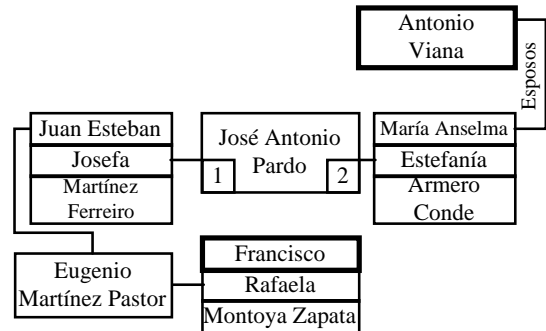 Antonio
Viana
Esposos
Juan Esteban
Josefa
Martínez
Ferreiro
José Antonio
Pardo
1
2
María Anselma
Estefanía
Armero
Conde
Eugenio
Martínez Pastor
Francisco
Rafaela
Montoya Zapata